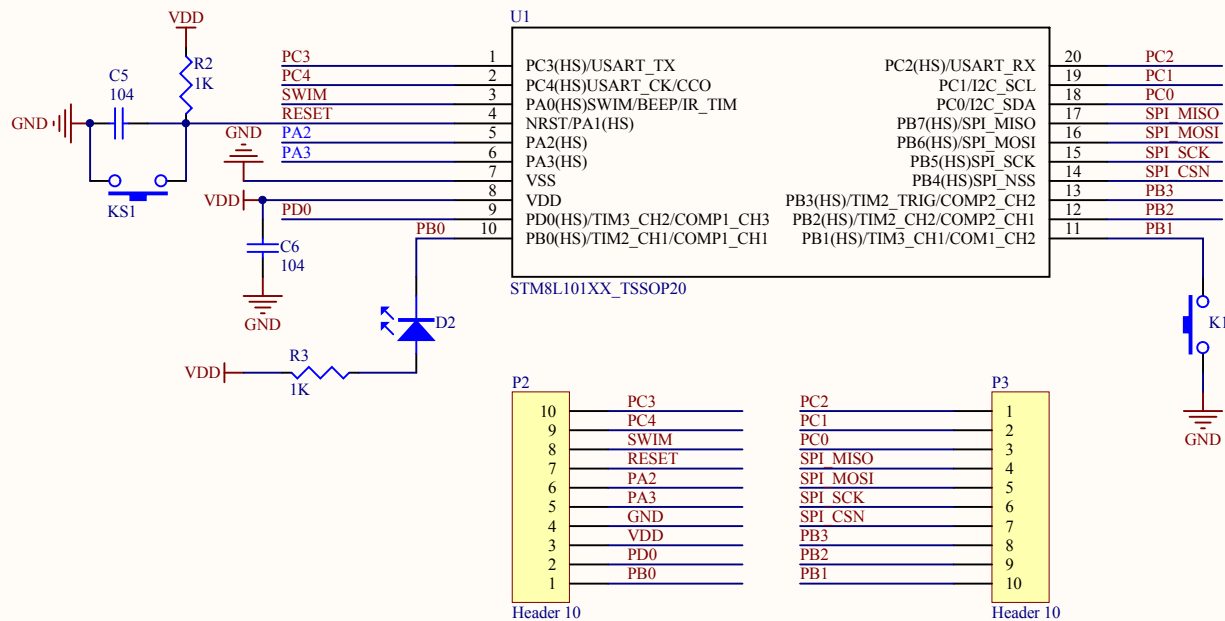 VDD
R2
1K
C5
104
GND
KS1
PC3
PC4
SWIM
RESET
GND
PA2
PA3
VDD
PD0
PB0
C6
104
GND
D2
VDD
R3
1K
U1
1 PC3(HS)/USART_TX
2 PC4(HS)USART_CK/CCO
3 PA0(HS)SWIM/BEEP/IR_TIM
4 NRST/PA1(HS)
5 PA2(HS)
6 PA3(HS)
7 VSS
8 VDD
9 PD0(HS)/TIM3_CH2/COMP1_CH3
10 PB0(HS)/TIM2_CH1/COMP1_CH1
PC2(HS)/USART_RX 20 PC2
PC1/I2C_SCL 19 PC1
PC0/I2C_SDA 18 PC0
PB7(HS)/SPI_MISO 17 SPI_MISO
PB6(HS)/SPI_MOSI 16 SPI_MOSI
PB5(HS)SPI_SCK 15 SPI_SCK
PB4(HS)SPI_NSS 14 SPI_CSN
PB3(HS)/TIM2_TRIG/COMP2_CH2 13 PB3
PB2(HS)/TIM2_CH2/COMP2_CH1 12 PB2
PB1(HS)/TIM3_CH1/COM1_CH2 11 PB1
STM8L101XX_TSSOP20
K1
GND
P2
10 PC3
9 PC4
8 SWIM
7 RESET
6 PA2
5 PA3
4 GND
3 VDD
2 PD0
1 PB0
Header 10
P3
PC2 1
PC1 2
PC0 3
SPI_MISO 4
SPI_MOSI 5
SPI_SCK 6
SPI_CSN 7
PB3 8
PB2 9
PB1 10
Header 10